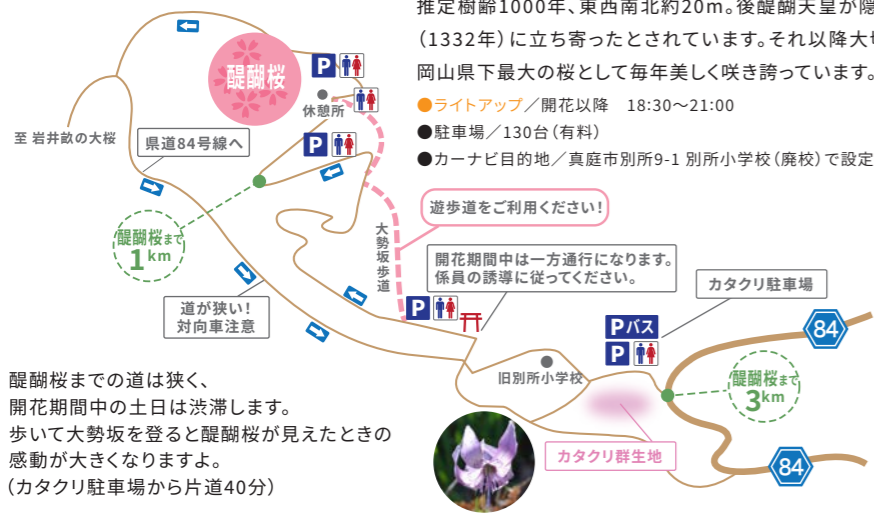 推定樹齢1000年、東西南北約20m。後醍醐天皇が隠
（1332年）に立ち寄ったとされています。それ以降大切
岡山県下最大の桜として毎年美しく咲き誇っています。
●ライトアップ／開花以降　18:30～21:00
●駐車場／130台（有料）
●カーナビ目的地／真庭市別所9-1 別所小学校（廃校）で設定
醍醐桜
P
休憩所
P
至 岩井畝の大桜
県道84号線へ
醍醐桜まで
1km
遊歩道をご利用ください！
大勢坂歩道
開花期間中は一方通行になります。
係員の誘導に従ってください。
道が狭い！
対向車注意
P
カタクリ駐車場
Pバス
P
84
旧別所小学校
醍醐桜まで
3km
カタクリ群生地
84
醍醐桜までの道は狭く、
開花期間中の土日は渋滞します。
歩いて大勢坂を登ると醍醐桜が見えたときの
感動が大きくなりますよ。
（カタクリ駐車場から片道40分）